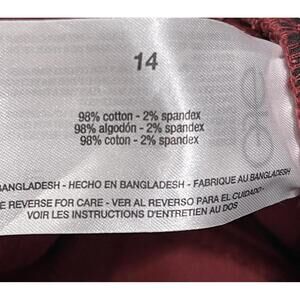 14
98% cotton - 2% spandex
98% algodón - 2% spandex
98% coton - 2% spandex
BANGLADESH - HECHO EN BANGLADESH - FABRIQUE AU BANGLADESH
REVERSE FOR CARE - VER AL REVERSO PARA EL CUIDADO
VOIR LES INSTRUCTIONS D'ENTRETIEN AU DOS